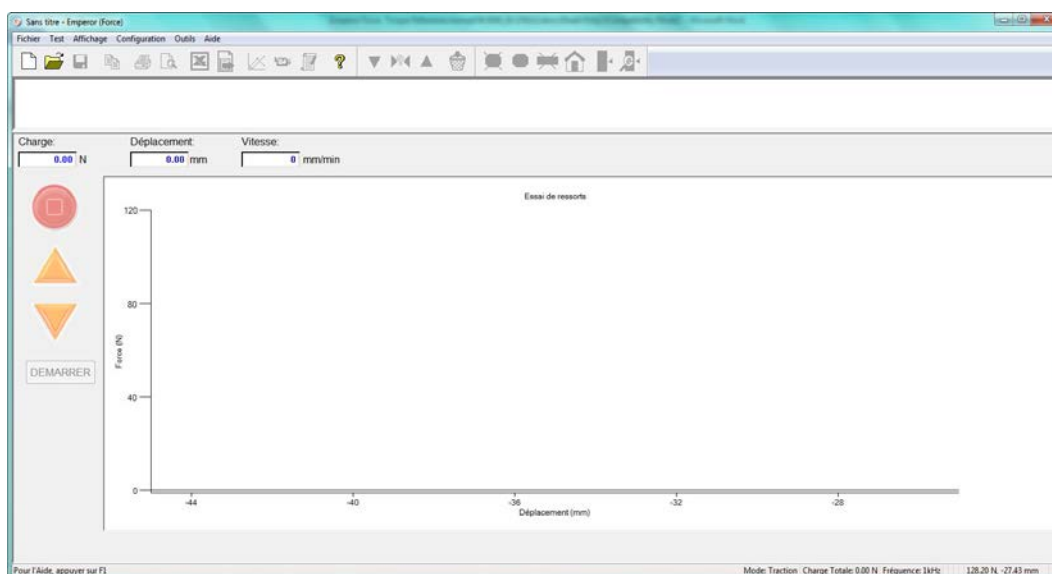 Sans titre - Emperor (Force)
Fichier Test Affichage Configuration Outils Aide
Charge: Déplacement: Vitesse:
0.00 N 0.00 mm 0 mm/min
Essai de ressorts
120
80
40
0
Force (N)
DEMARRER
-44 -40 -36 -32 -28
Déplacement (mm)
Pour l'Aide, appuyer sur F1
Mode: Traction Charge Totale: 0.00 N Fréquence: 1kHz 128.20 N, -27.43 mm